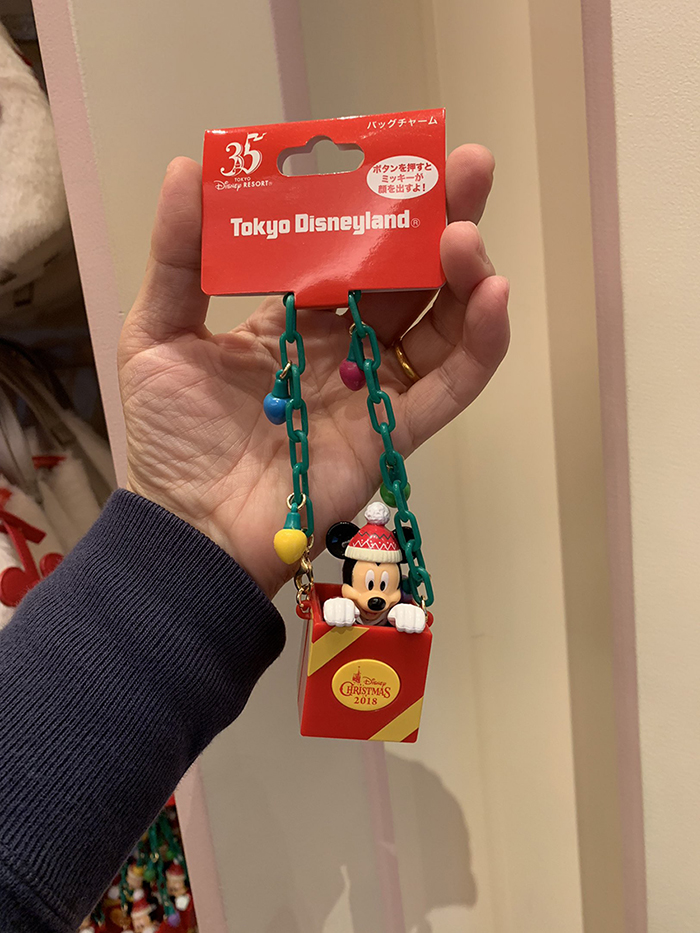 バッグチャーム
35
TOKYO
Disney RESORT®
ボタンを押すと
ミッキーが
顔を出すよ!
Tokyo Disneyland®
Disney
CHRISTMAS
2018